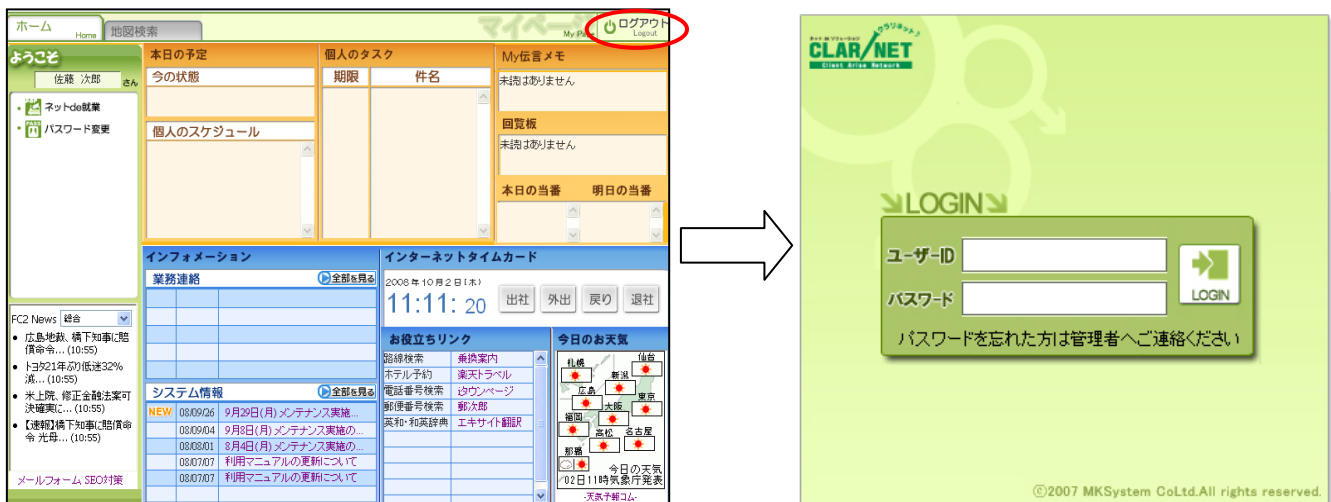 ホーム
Home
地図検索
マイページ
My Page
ログアウト
Logout
ようこそ
佐藤 次郎 さん
ネットde就業
パスワード変更
本日の予定
今の状態
個人のスケジュール
個人のタスク
期限 件名
My伝言メモ
未読はありません
回覧板
未読はありません
本日の当番 明日の当番
FC2 News 総合
広島地裁、橋下知事に賠
償命令... (10:55)
トヨタ21年ぶり低迷32%
減... (10:55)
米上院、修正金融法案可
決確実に... (10:55)
【速報】橋下知事に賠償命
令 光母... (10:55)
メールフォーム SEO対策
インフォメーション
業務連絡 全部を見る
システム情報 全部を見る
NEW 08/09/26 9月29日(月)メンテナンス実施...
08/09/04 9月8日(月)メンテナンス実施の...
08/08/01 8月4日(月)メンテナンス実施の...
08/07/07 利用マニュアルの更新について
08/07/07 利用マニュアルの更新について
インターネットタイムカード
2008年10月2日(木)
11:11: 20
出社 外出 戻り 退社
お役立ちリンク
路線検索 乗換案内
ホテル予約 楽天トラベル
電話番号検索 iタウンページ
郵便番号検索 郵次郎
英和・和英辞典 エキサイト翻訳
今日のお天気
札幌
仙台
新潟
広島
東京
大阪
福岡
名古屋
高松
那覇
今日の天気
02日11時気象庁発表
-天気予報コム-
クラリネット♪
CLAR/NET
Client Arise Network
LOGIN
ユーザーID
パスワード
LOGIN
パスワードを忘れた方は管理者へご連絡ください
©2007 MKSystem CoLtd.All rights reserved.